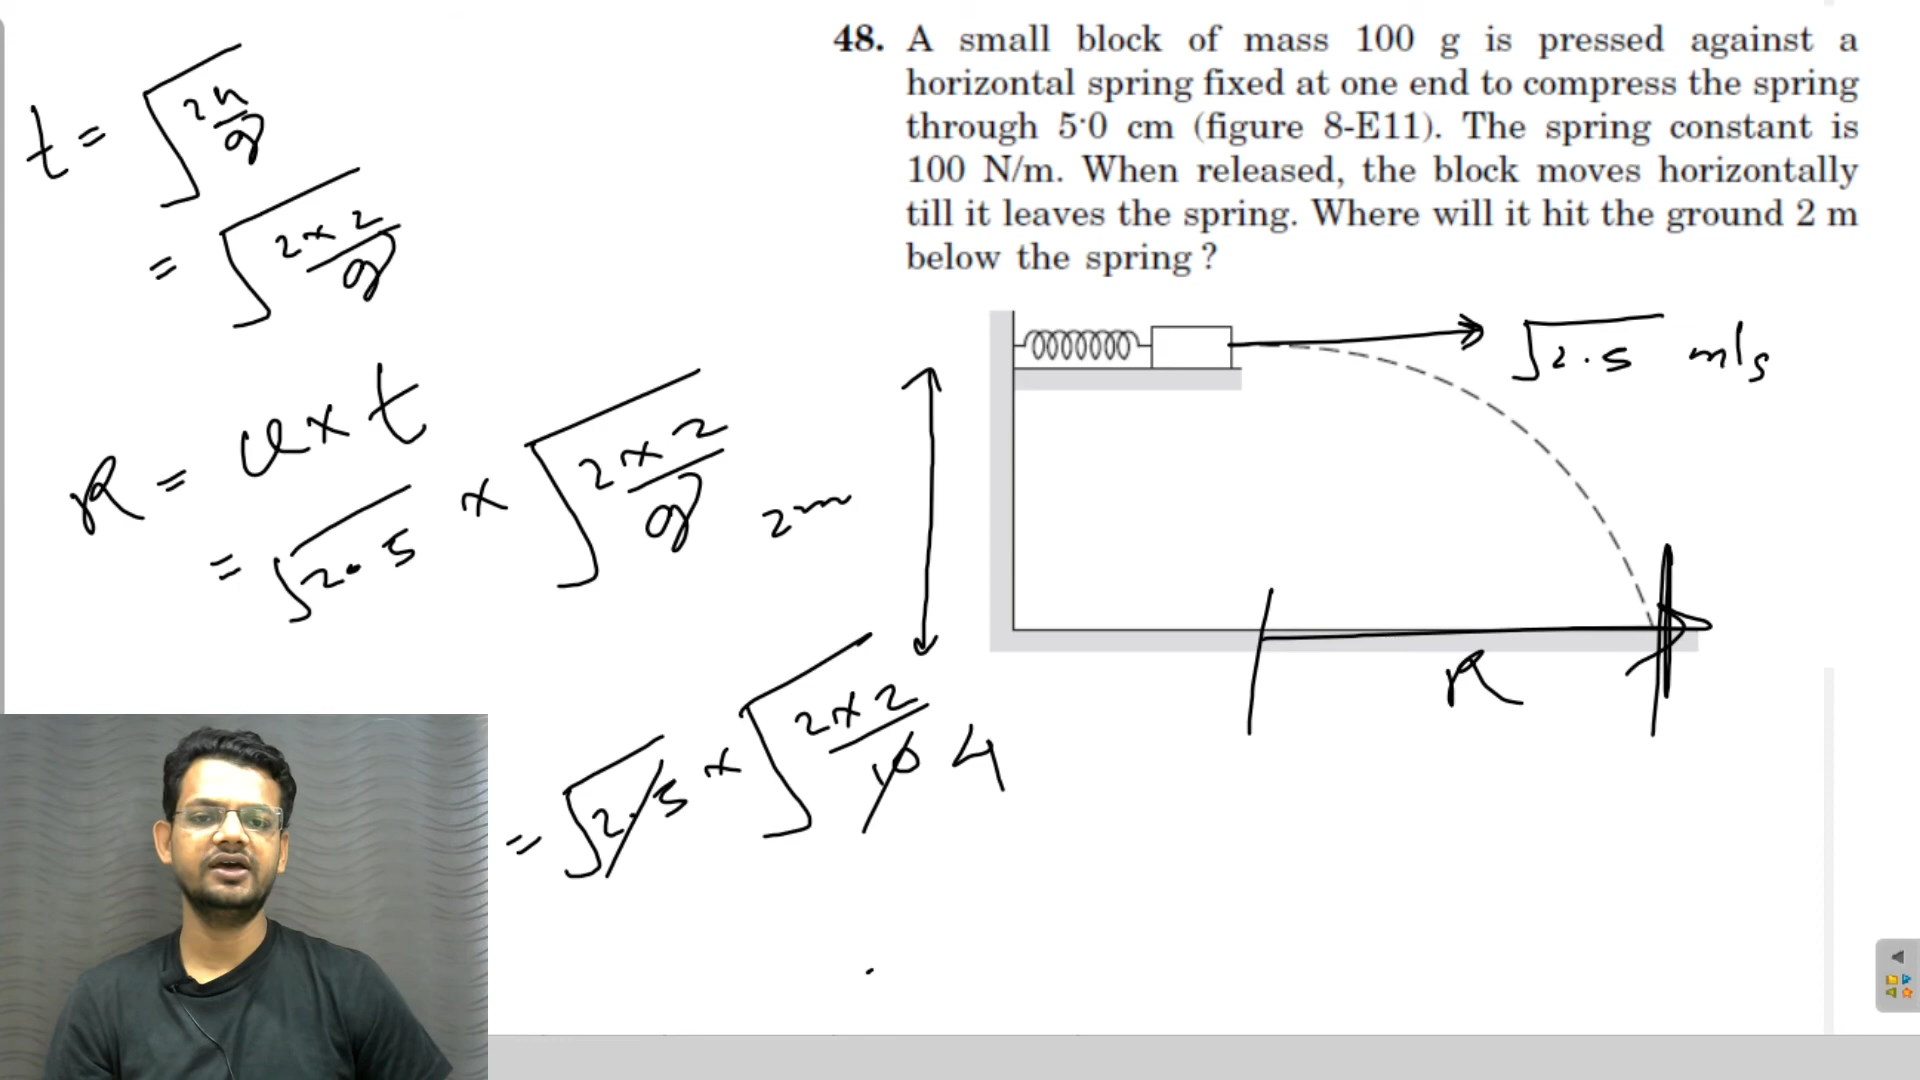 48. A small block of mass 100 g is pressed against a
horizontal spring fixed at one end to compress the spring
through 5·0 cm (figure 8-E11). The spring constant is
100 N/m. When released, the block moves horizontally
till it leaves the spring. Where will it hit the ground 2 m
below the spring ?
t = √(2h/g)
= √(2×2/g)
R = u×t
= √2.5 × √(2×2/g)
= √2.5 × √(2×2/10) 4
2m
√2.5 m/s
R